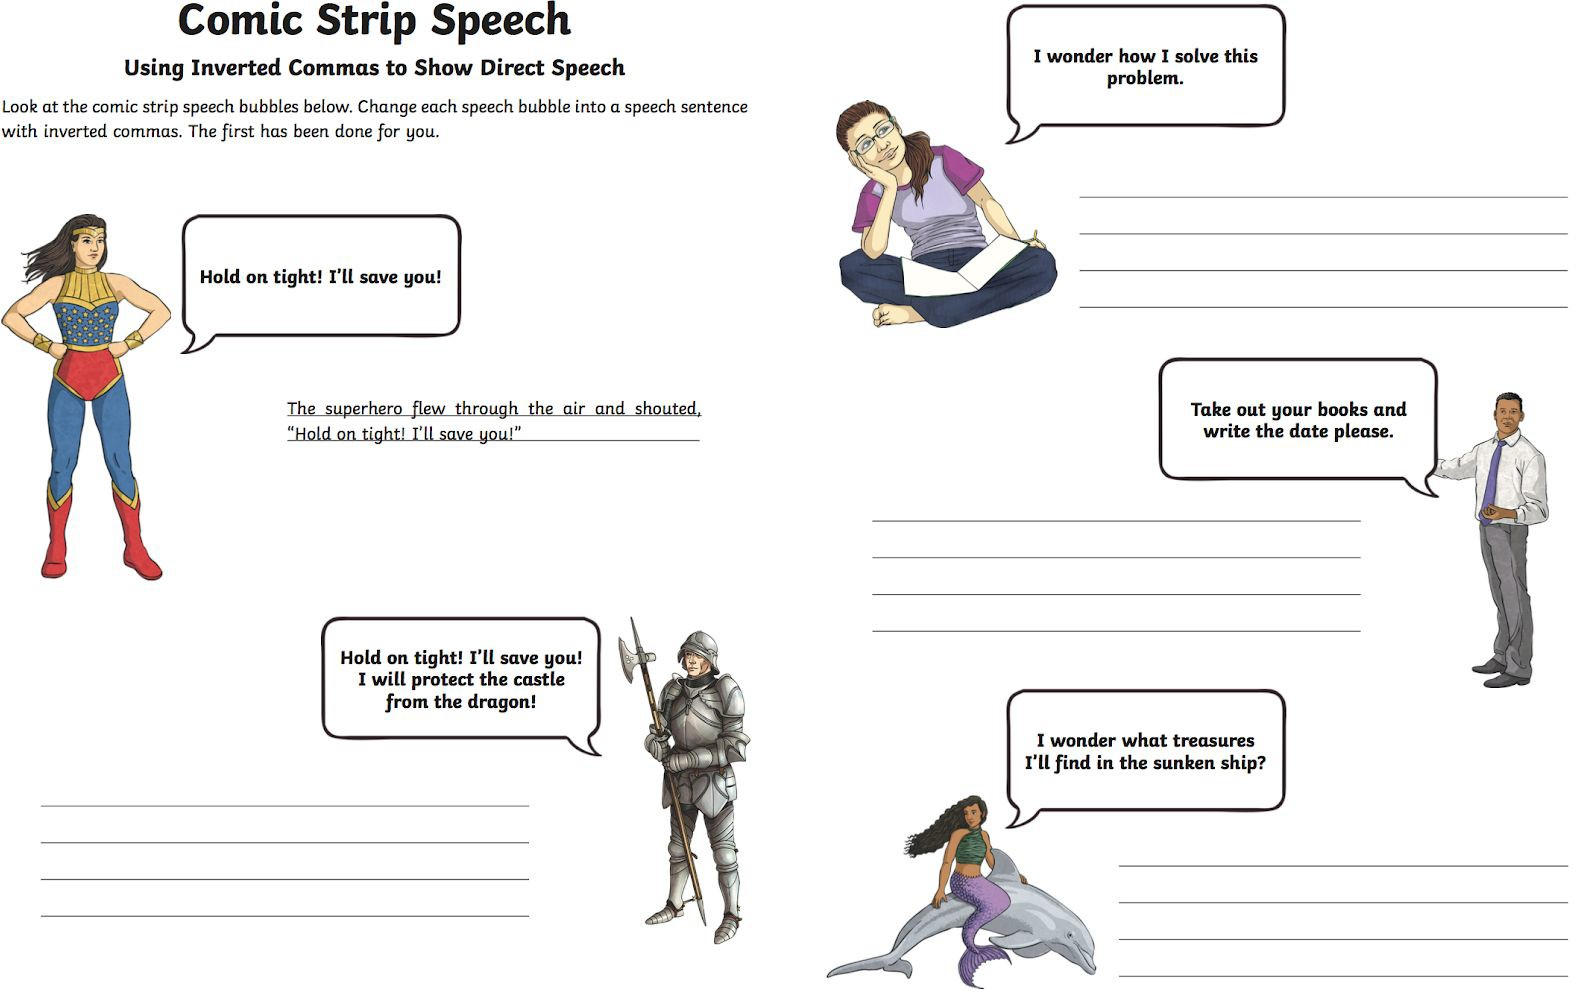 Comic Strip Speech
Using Inverted Commas to Show Direct Speech
Look at the comic strip speech bubbles below. Change each speech bubble into a speech sentence
with inverted commas. The first has been done for you.
Hold on tight! I'll save you!
The superhero flew through the air and shouted,
“Hold on tight! I'll save you!”
Hold on tight! I'll save you!
I will protect the castle
from the dragon!
I wonder how I solve this
problem.
Take out your books and
write the date please.
I wonder what treasures
I'll find in the sunken ship?